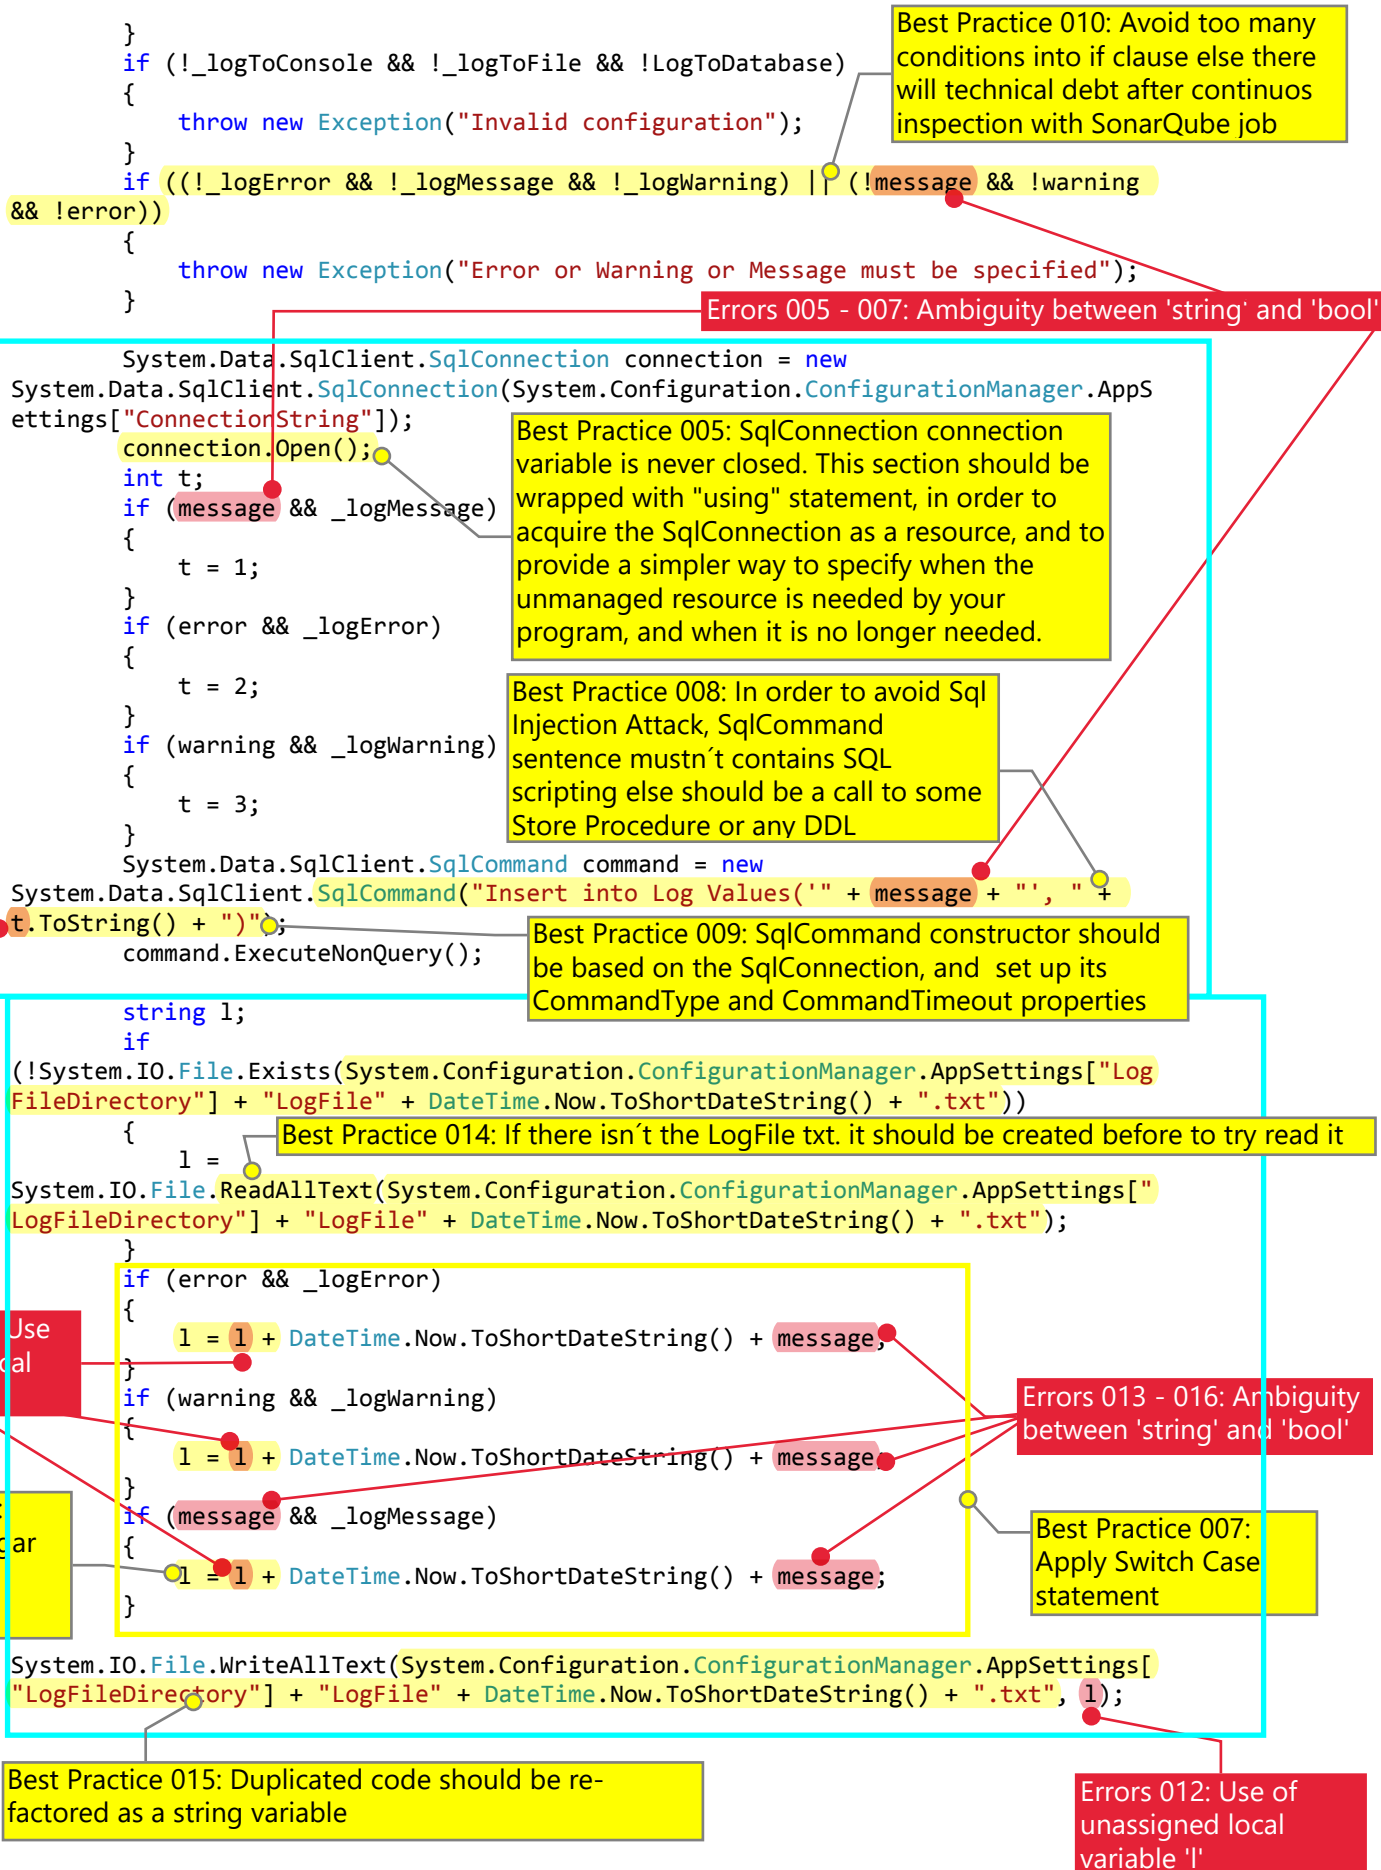 }
if (!_logToConsole && !_logToFile && !LogToDatabase)
{
throw new Exception("Invalid configuration");
}
if ((!_logError && !_logMessage && !_logWarning) || (!message && !warning
&& !error))
{
throw new Exception("Error or Warning or Message must be specified");
}
Best Practice 010: Avoid too many
conditions into if clause else there
will technical debt after continuos
inspection with SonarQube job
Errors 005 - 007: Ambiguity between 'string' and 'bool'
System.Data.SqlClient.SqlConnection connection = new
System.Data.SqlClient.SqlConnection(System.Configuration.ConfigurationManager.AppS
ettings["ConnectionString"]);
connection.Open();
int t;
if (message && _logMessage)
{
t = 1;
}
if (error && _logError)
{
t = 2;
}
if (warning && _logWarning)
{
t = 3;
}
Best Practice 005: SqlConnection connection
variable is never closed. This section should be
wrapped with "using" statement, in order to
acquire the SqlConnection as a resource, and to
provide a simpler way to specify when the
unmanaged resource is needed by your
program, and when it is no longer needed.
Best Practice 008: In order to avoid Sql
Injection Attack, SqlCommand
sentence mustn´t contains SQL
scripting else should be a call to some
Store Procedure or any DDL
System.Data.SqlClient.SqlCommand command = new
System.Data.SqlClient.SqlCommand("Insert into Log Values('" + message + "', " +
t.ToString() + ")");
command.ExecuteNonQuery();
Best Practice 009: SqlCommand constructor should
be based on the SqlConnection, and set up its
CommandType and CommandTimeout properties
string l;
if
(!System.IO.File.Exists(System.Configuration.ConfigurationManager.AppSettings["Log
FileDirectory"] + "LogFile" + DateTime.Now.ToShortDateString() + ".txt"))
{
Best Practice 014: If there isn´t the LogFile txt. it should be created before to try read it
l =
System.IO.File.ReadAllText(System.Configuration.ConfigurationManager.AppSettings["
LogFileDirectory"] + "LogFile" + DateTime.Now.ToShortDateString() + ".txt");
}
if (error && _logError)
{
l = l + DateTime.Now.ToShortDateString() + message;
}
if (warning && _logWarning)
{
l = l + DateTime.Now.ToShortDateString() + message;
}
if (message && _logMessage)
{
l = l + DateTime.Now.ToShortDateString() + message;
}
Use
Errors 013 - 016: Ambiguity
between 'string' and 'bool'
Best Practice 007:
Apply Switch Case
statement
System.IO.File.WriteAllText(System.Configuration.ConfigurationManager.AppSettings[
"LogFileDirectory"] + "LogFile" + DateTime.Now.ToShortDateString() + ".txt", l);
Best Practice 015: Duplicated code should be re-
factored as a string variable
Errors 012: Use of
unassigned local
variable 'l'